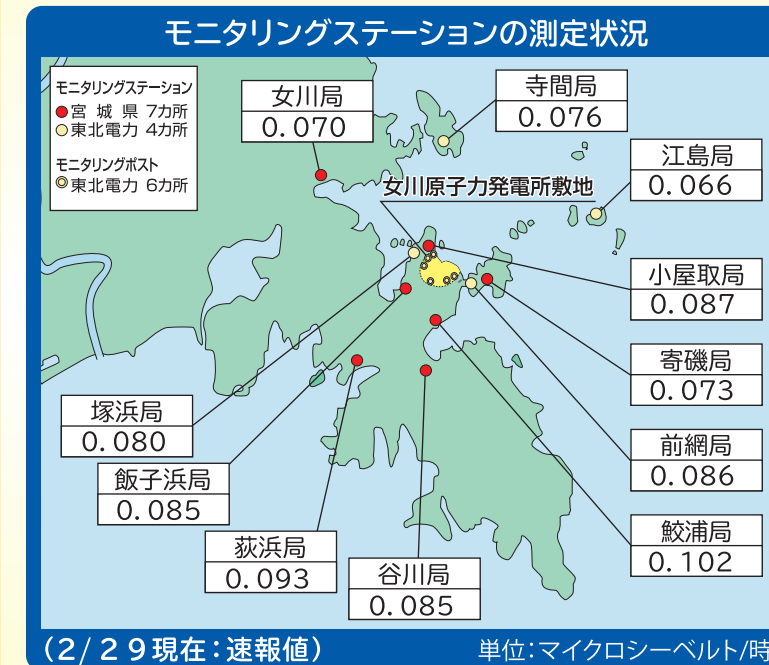 モニタリングステーションの測定状況
モニタリングステーション
宮城県 7カ所
東北電力 4カ所
モニタリングポスト
東北電力 6カ所
女川局
0.070
寺間局
0.076
江島局
0.066
女川原子力発電所敷地
小屋取局
0.087
寄磯局
0.073
前網局
0.086
鮫浦局
0.102
塚浜局
0.080
飯子浜局
0.085
荻浜局
0.093
谷川局
0.085
(2/29現在:速報値)
単位:マイクロシーベルト/時